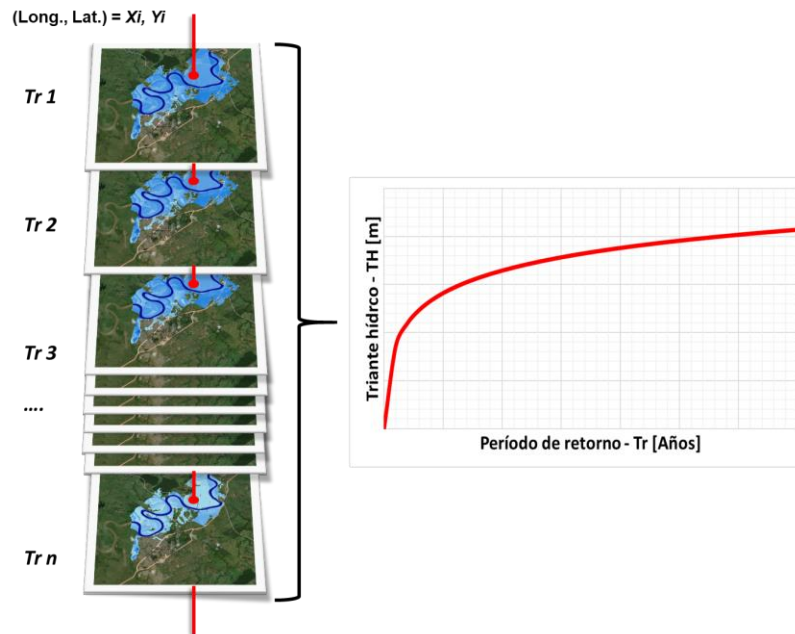 (Long., Lat.) = Xi, Yi
Tr 1
Tr 2
Tr 3
....
Tr n
Triante hídrco - TH [m]
Período de retorno - Tr [Años]